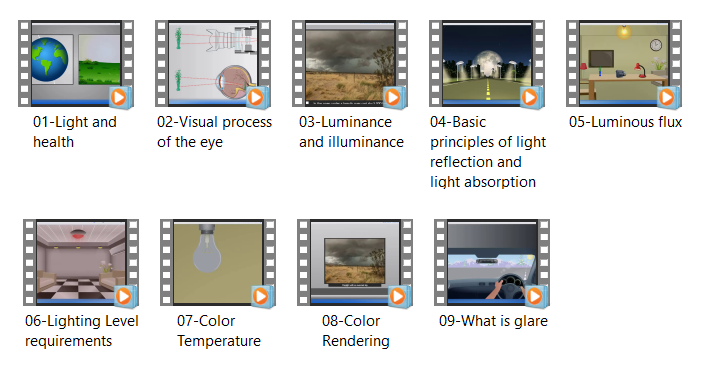 01-Light and
health
02-Visual process
of the eye
03-Luminance
and illuminance
04-Basic
principles of light
reflection and
light absorption
05-Luminous flux
06-Lighting Level
requirements
07-Color
Temperature
08-Color
Rendering
09-What is glare